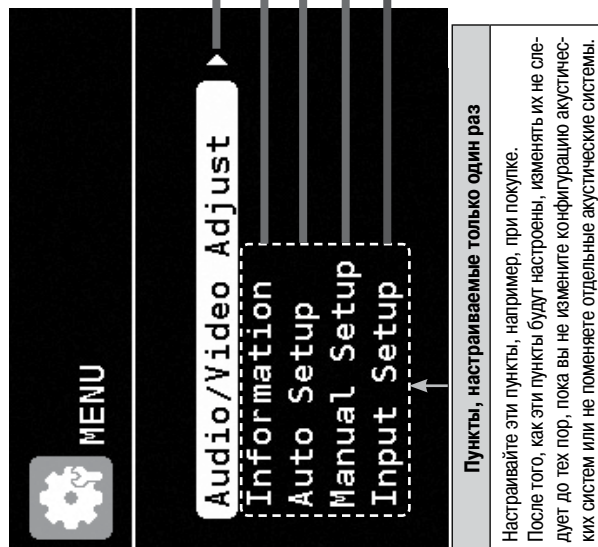 MENU
Audio/Video Adjust
Information
Auto Setup
Manual Setup
Input Setup
Пункты, настраиваемые только один раз
Настраивайте эти пункты, например, при покупке.
После того, как эти пункты будут настроены, изменять их не сле-
дует до тех пор, пока вы не измените конфигурацию акустичес-
ких систем или не поменяете отдельные акустические системы.